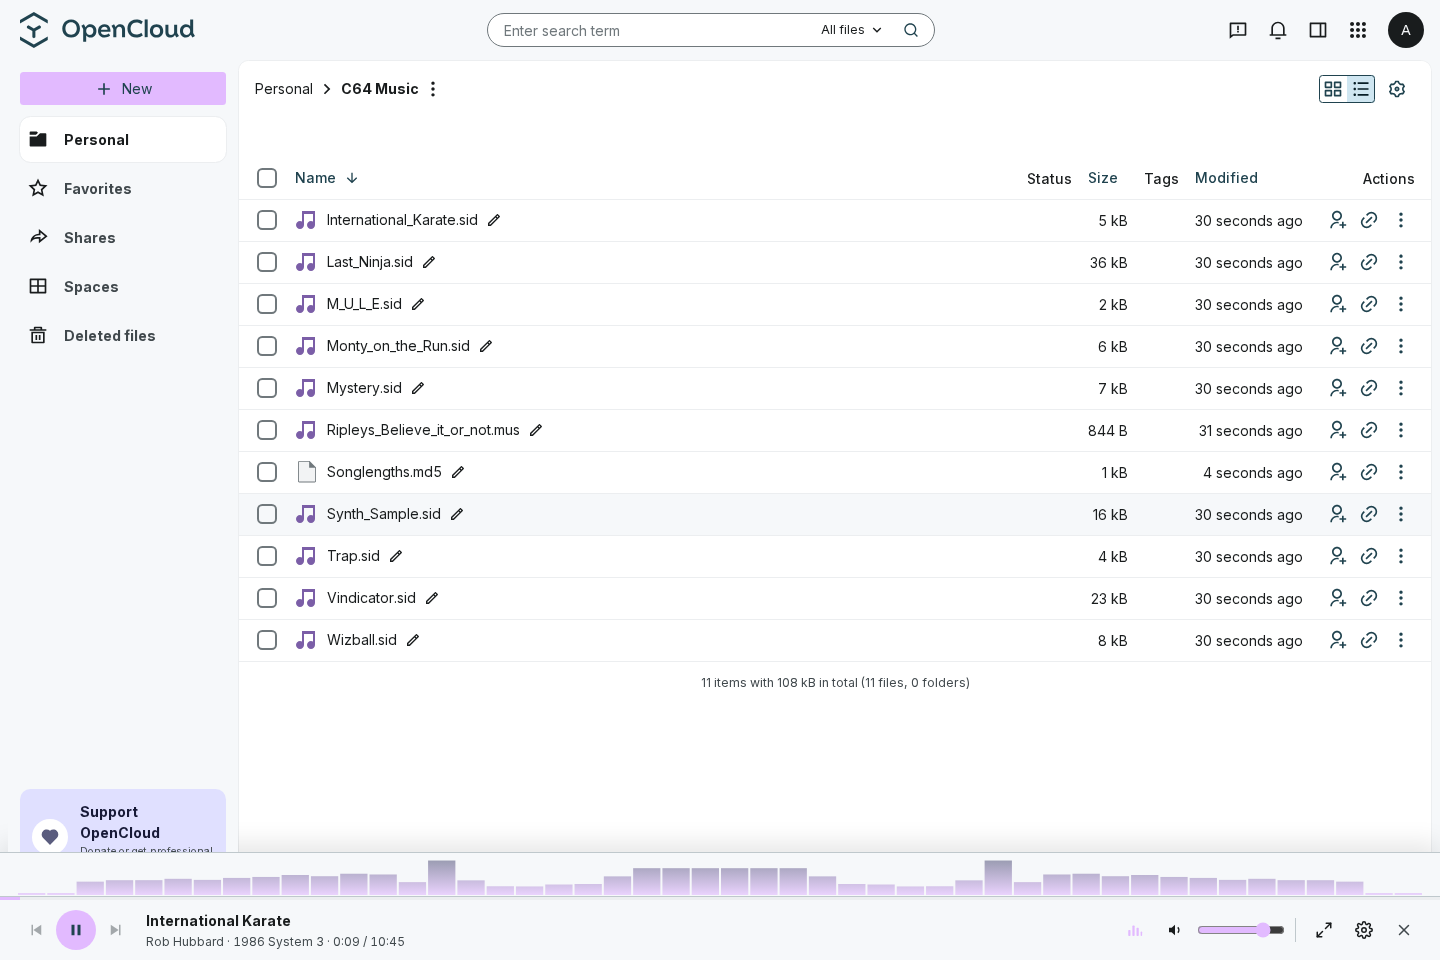 OpenCloud
Enter search term
All files
A
New
Personal
Favorites
Shares
Spaces
Deleted files
Support
OpenCloud
Donate or get professional
Personal > C64 Music
Name Status Size Tags Modified Actions
International_Karate.sid 5 kB 30 seconds ago
Last_Ninja.sid 36 kB 30 seconds ago
M_U_L_E.sid 2 kB 30 seconds ago
Monty_on_the_Run.sid 6 kB 30 seconds ago
Mystery.sid 7 kB 30 seconds ago
Ripleys_Believe_it_or_not.mus 844 B 31 seconds ago
Songlengths.md5 1 kB 4 seconds ago
Synth_Sample.sid 16 kB 30 seconds ago
Trap.sid 4 kB 30 seconds ago
Vindicator.sid 23 kB 30 seconds ago
Wizball.sid 8 kB 30 seconds ago
11 items with 108 kB in total (11 files, 0 folders)
International Karate
Rob Hubbard · 1986 System 3 · 0:09 / 10:45